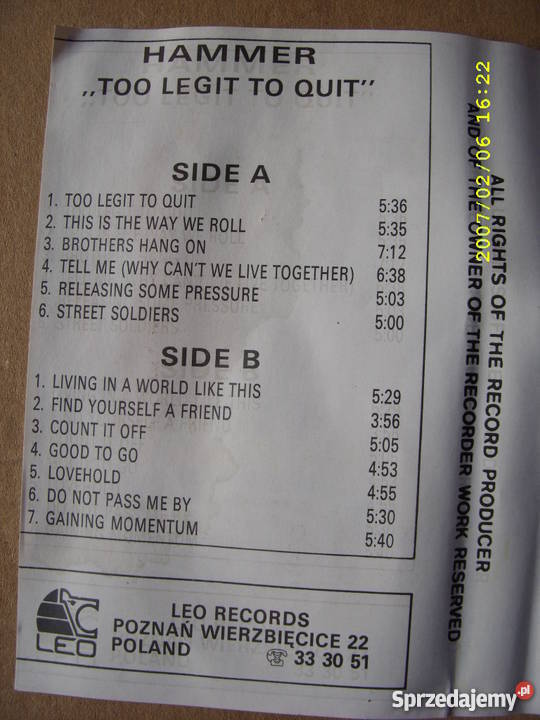 HAMMER
,,TOO LEGIT TO QUIT"
SIDE A
1. TOO LEGIT TO QUIT 5:36
2. THIS IS THE WAY WE ROLL 5:35
3. BROTHERS HANG ON 7:12
4. TELL ME (WHY CAN'T WE LIVE TOGETHER) 6:38
5. RELEASING SOME PRESSURE 5:03
6. STREET SOLDIERS 5:00
SIDE B
1. LIVING IN A WORLD LIKE THIS 5:29
2. FIND YOURSELF A FRIEND 3:56
3. COUNT IT OFF 5:05
4. GOOD TO GO 4:53
5. LOVEHOLD 4:55
6. DO NOT PASS ME BY 5:30
7. GAINING MOMENTUM 5:40
LEO
LEO RECORDS
POZNAŃ WIERZBIĘCICE 22
POLAND ☎ 33 30 51
ALL RIGHTS OF THE RECORD PRODUCER
AND OF THE OWNER OF THE RECORDER WORK RESERVED
2007/02/06 16:22
Sprzedajemy.pl